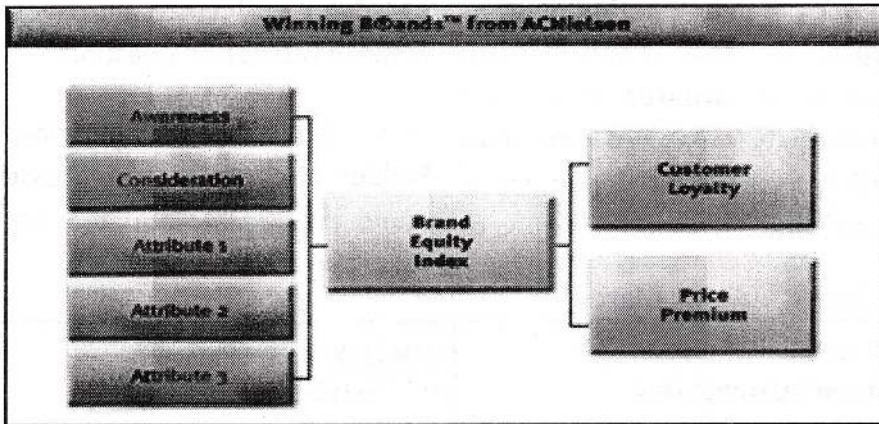 Winning BⓇands™ from ACNielsen
Awareness
Consideration
Attribute 1
Attribute 2
Attribute 3
Brand
Equity
Index
Customer
Loyalty
Price
Premium